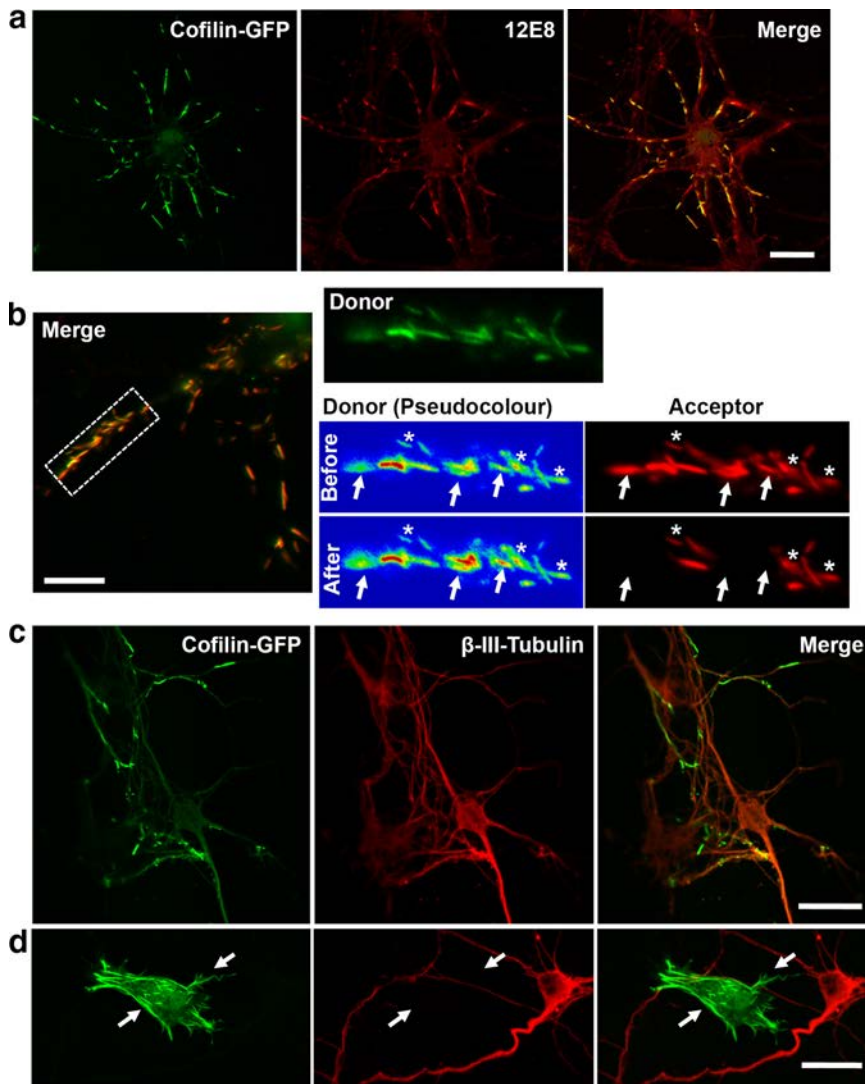 a
Cofilin-GFP
12E8
Merge
b
Merge
Donor
Donor (Pseudocolour)
Acceptor
Before
*
*
*
*
*
*
After
*
*
*
*
*
*
c
Cofilin-GFP
β-III-Tubulin
Merge
d